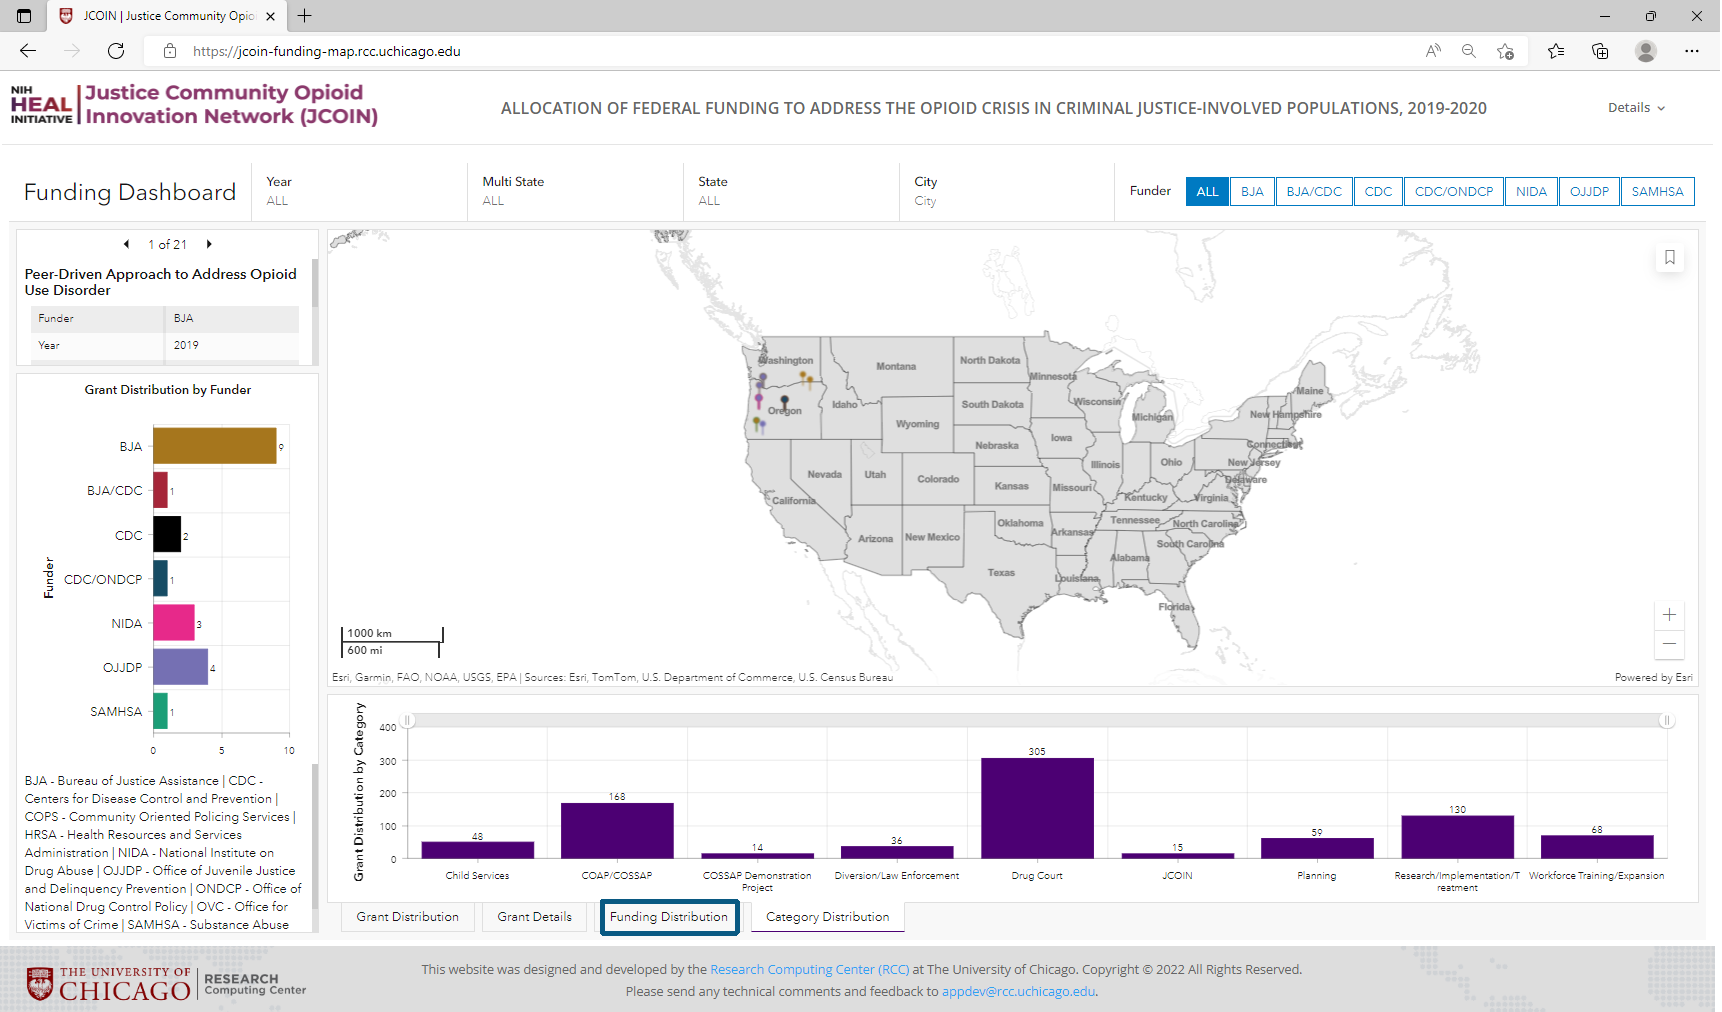 JCOIN | Justice Community Opio
https://jcoin-funding-map.rcc.uchicago.edu
NIH
HEAL
INITIATIVE
Justice Community Opioid
Innovation Network (JCOIN)
ALLOCATION OF FEDERAL FUNDING TO ADDRESS THE OPIOID CRISIS IN CRIMINAL JUSTICE-INVOLVED POPULATIONS, 2019-2020
Details
Funding Dashboard
Year
ALL
Multi State
ALL
State
ALL
City
City
Funder
ALL
BJA
BJA/CDC
CDC
CDC/ONDCP
NIDA
OJJDP
SAMHSA
1 of 21
Peer-Driven Approach to Address Opioid
Use Disorder
Funder BJA
Year 2019
Grant Distribution by Funder
Funder
BJA 9
BJA/CDC 1
CDC 2
CDC/ONDCP 1
NIDA 3
OJJDP 4
SAMHSA 1
0 5 10
BJA - Bureau of Justice Assistance | CDC -
Centers for Disease Control and Prevention |
COPS - Community Oriented Policing Services |
HRSA - Health Resources and Services
Administration | NIDA - National Institute on
Drug Abuse | OJJDP - Office of Juvenile Justice
and Delinquency Prevention | ONDCP - Office of
National Drug Control Policy | OVC - Office for
Victims of Crime | SAMHSA - Substance Abuse
Washington
Montana
North Dakota
Minnesota
Maine
Oregon
Idaho
South Dakota
Wisconsin
Michigan
New Hampshire
Wyoming
Nebraska
Iowa
Connecticut
Nevada
Utah
Colorado
Illinois
Ohio
New Jersey
Delaware
California
Kansas
Missouri
Kentucky
Virginia
Arizona
New Mexico
Oklahoma
Arkansas
Tennessee
North Carolina
South Carolina
Alabama
Texas
Louisiana
Florida
1000 km
600 mi
Esri, Garmin, FAO, NOAA, USGS, EPA | Sources: Esri, TomTom, U.S. Department of Commerce, U.S. Census Bureau
Powered by Esri
Grant Distribution by Category
400
300
200
100
0
48
168
14
36
305
15
59
130
68
Child Services
COAP/COSSAP
COSSAP Demonstration
Project
Diversion/Law Enforcement
Drug Court
JCOIN
Planning
Research/Implementation/T
reatment
Workforce Training/Expansion
Grant Distribution
Grant Details
Funding Distribution
Category Distribution
THE UNIVERSITY OF
CHICAGO
RESEARCH
Computing Center
This website was designed and developed by the Research Computing Center (RCC) at The University of Chicago. Copyright © 2022 All Rights Reserved.
Please send any technical comments and feedback to appdev@rcc.uchicago.edu.